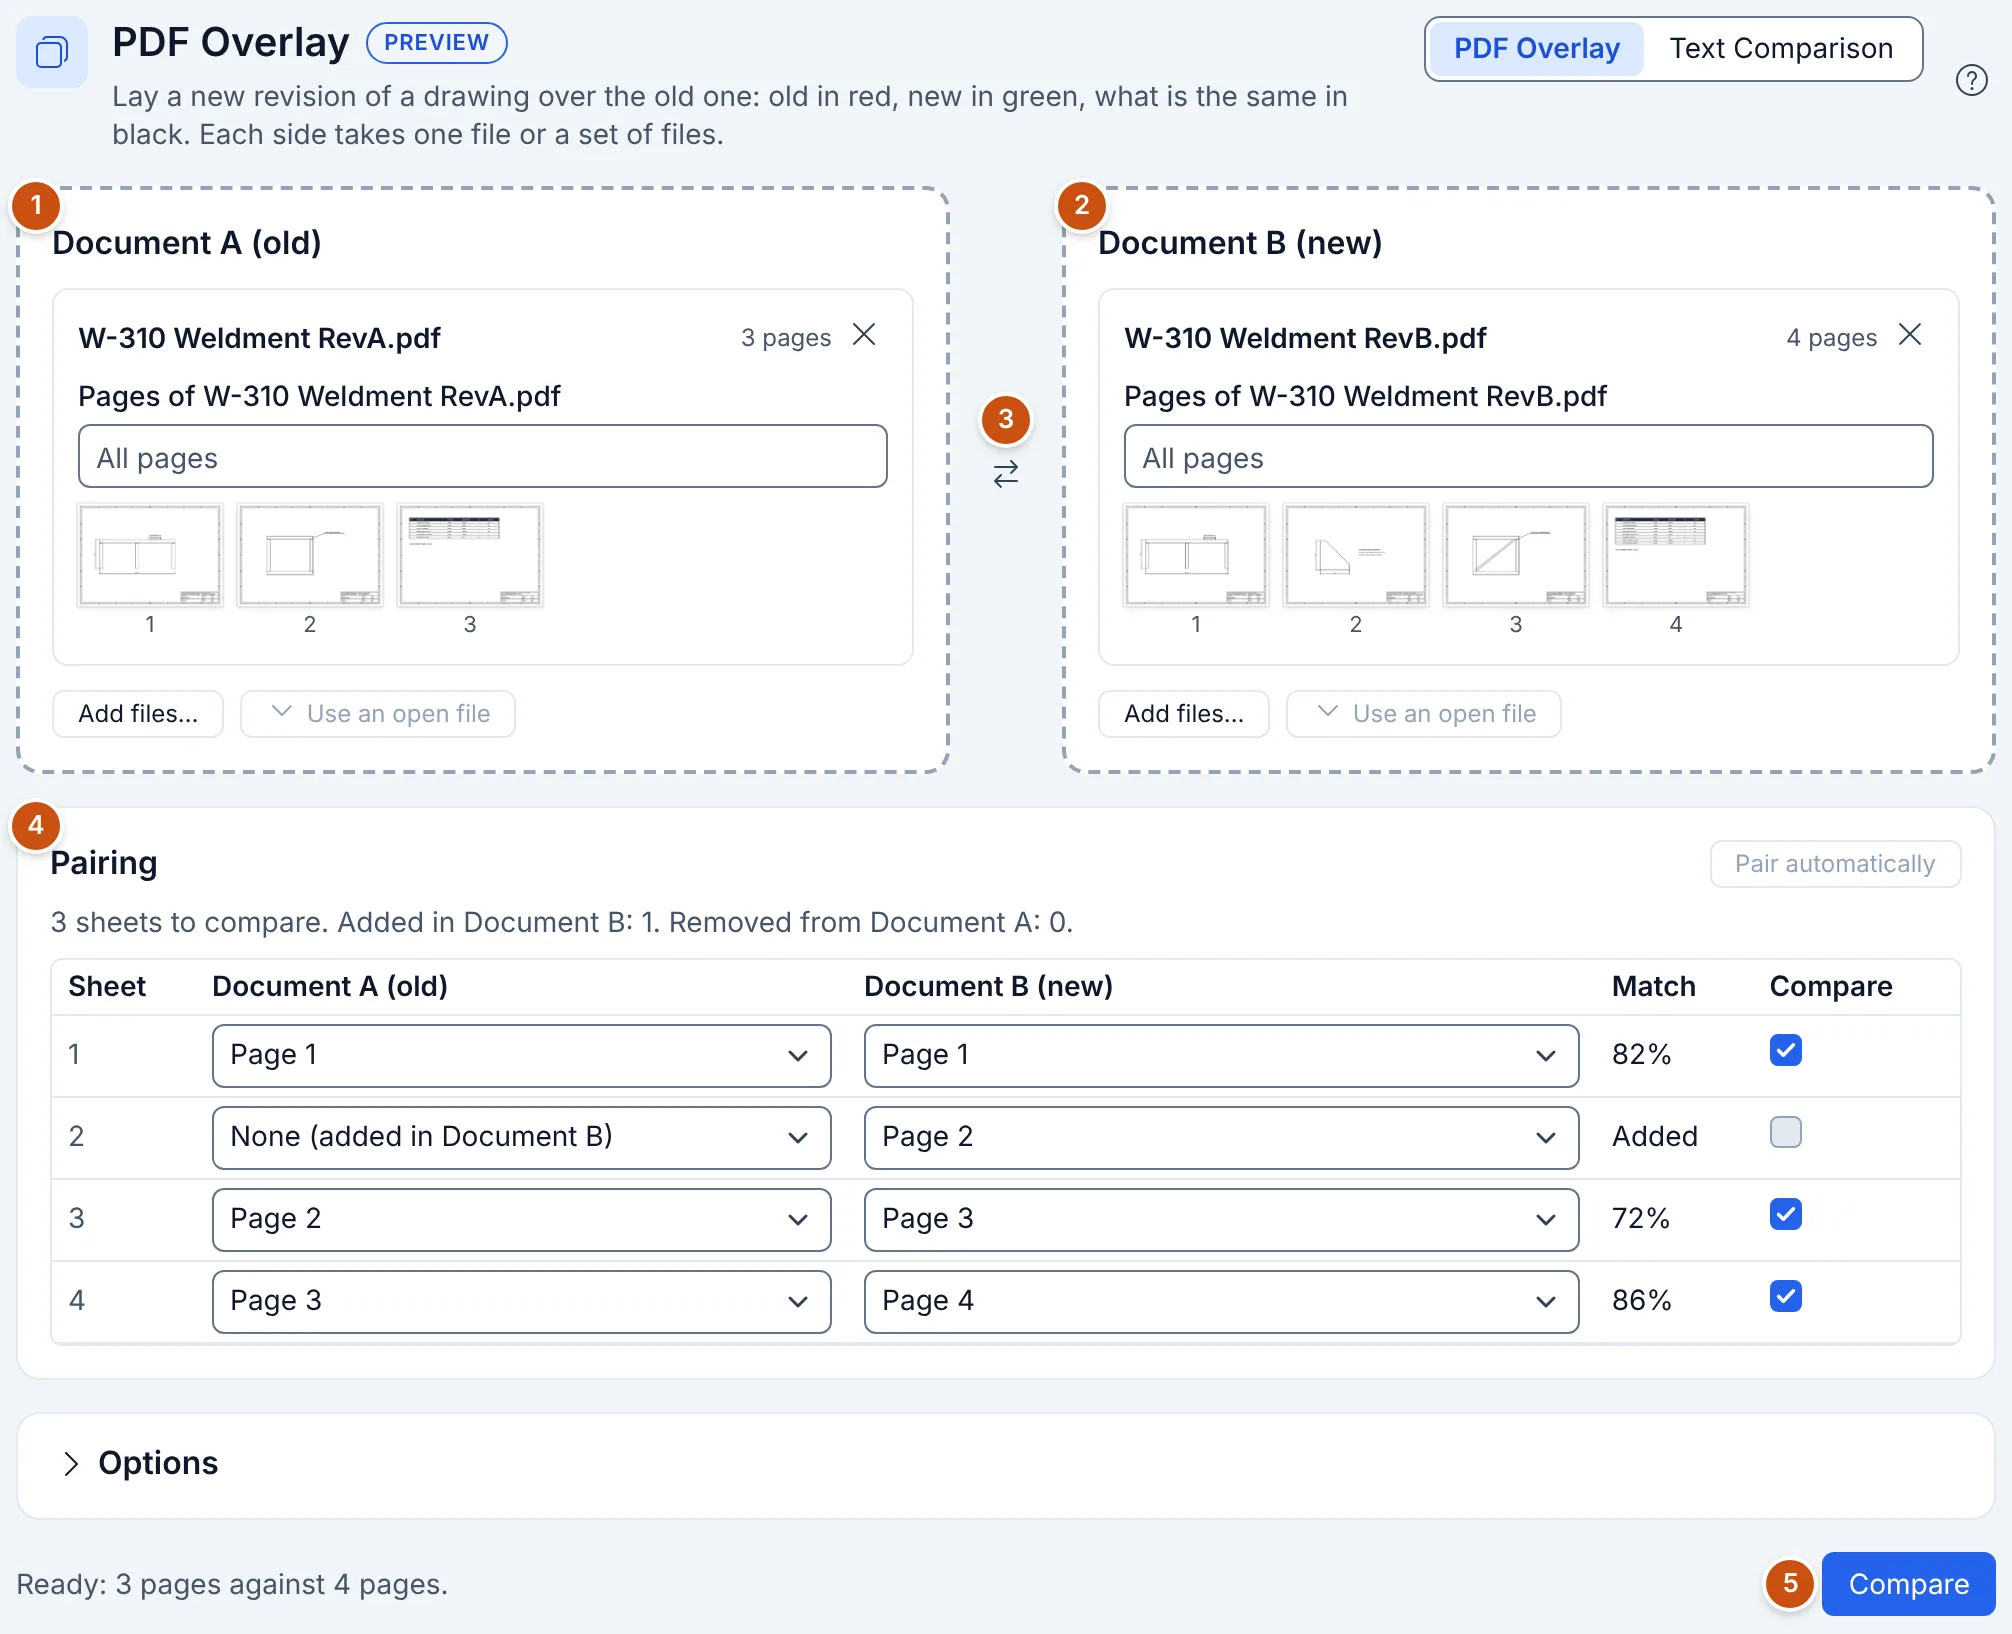 PDF Overlay PREVIEW
PDF Overlay Text Comparison
?
Lay a new revision of a drawing over the old one: old in red, new in green, what is the same in
black. Each side takes one file or a set of files.
1
Document A (old)
W-310 Weldment RevA.pdf 3 pages
Pages of W-310 Weldment RevA.pdf
All pages
1 2 3
Add files... Use an open file
3
2
Document B (new)
W-310 Weldment RevB.pdf 4 pages
Pages of W-310 Weldment RevB.pdf
All pages
1 2 3 4
Add files... Use an open file
4
Pairing Pair automatically
3 sheets to compare. Added in Document B: 1. Removed from Document A: 0.
Sheet Document A (old) Document B (new) Match Compare
1 Page 1 Page 1 82%
2 None (added in Document B) Page 2 Added
3 Page 2 Page 3 72%
4 Page 3 Page 4 86%
Options
Ready: 3 pages against 4 pages.
5 Compare